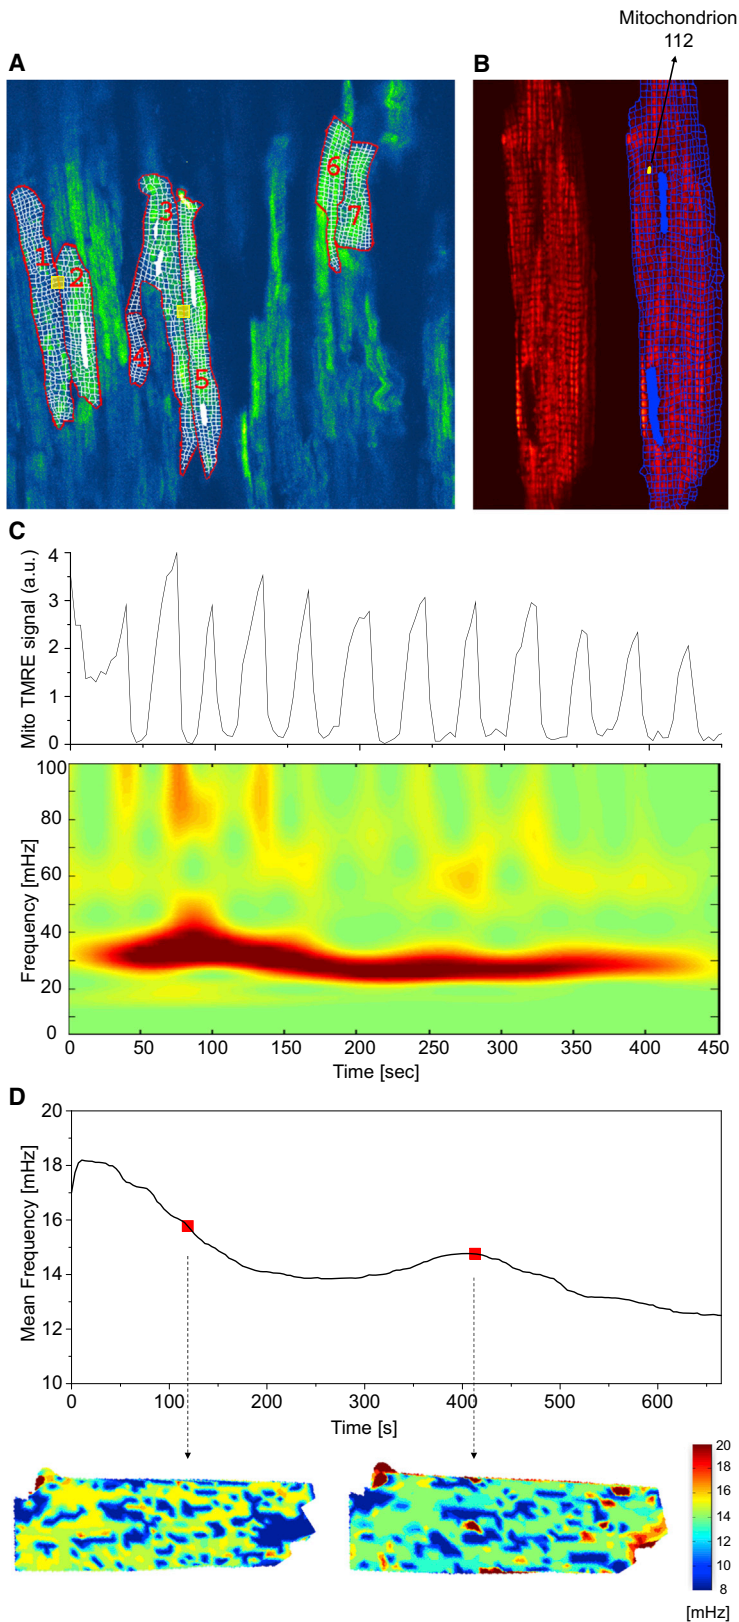 Mitochondrion
112
A
B
1
2
3
4
5
6
7
C
Mito TMRE signal (a.u.)
4
3
2
1
0
Frequency [mHz]
100
80
60
40
20
0
0 50 100 150 200 250 300 350 400 450
Time [sec]
D
Mean Frequency [mHz]
20
18
16
14
12
10
0 100 200 300 400 500 600
Time [s]
20
18
16
14
12
10
8
[mHz]